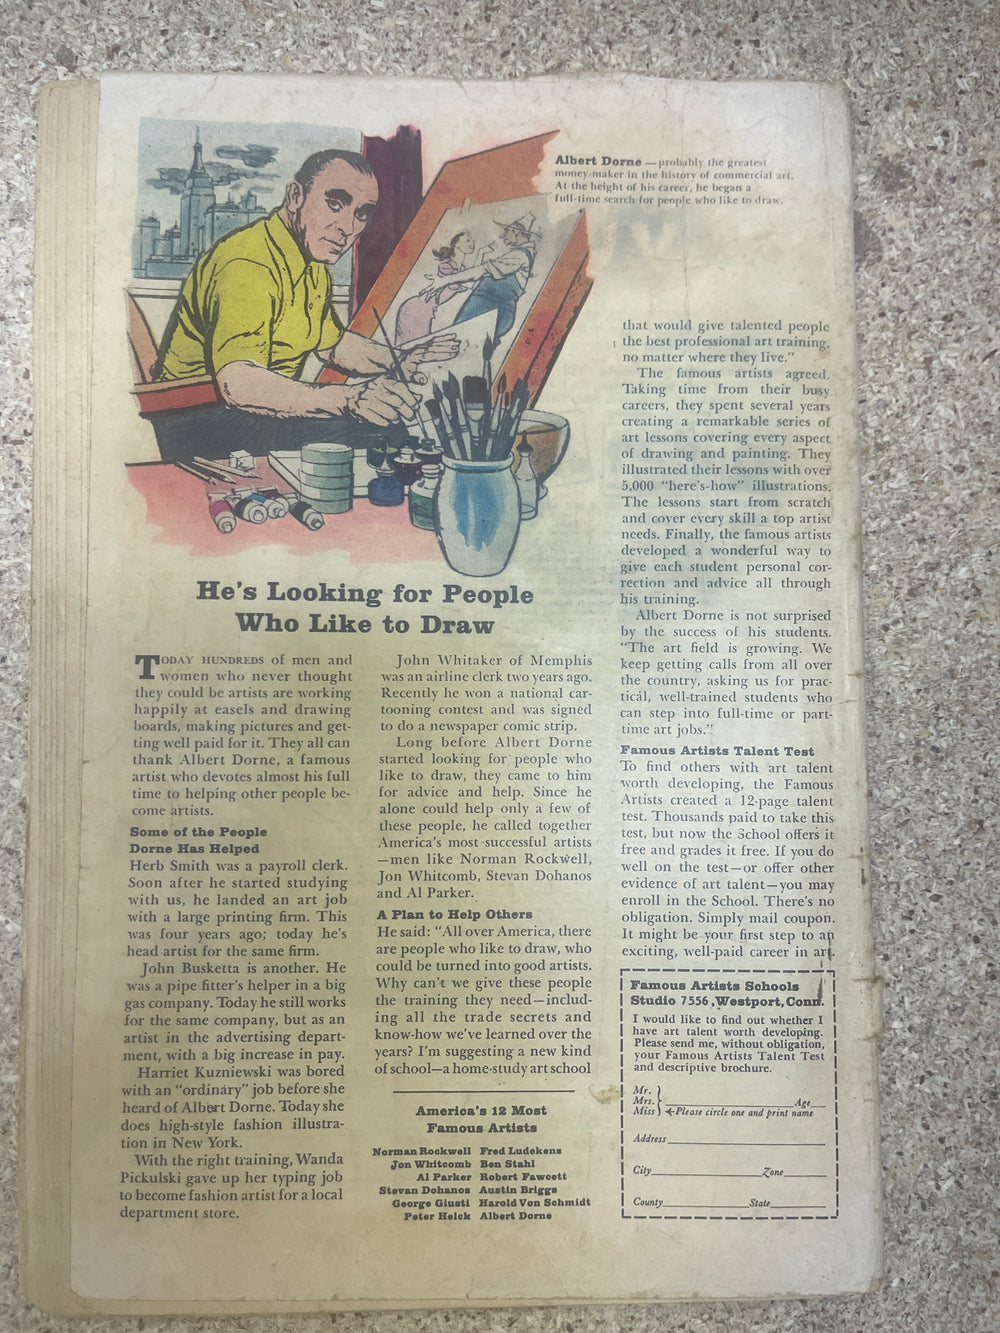 Albert Dorne — probably the greatest
money-maker in the history of commercial art.
At the height of his career, he began a
full-time search for people who like to draw.
He's Looking for People
Who Like to Draw
TODAY HUNDREDS of men and
women who never thought
they could be artists are working
happily at easels and drawing
boards, making pictures and get-
ting well paid for it. They all can
thank Albert Dorne, a famous
artist who devotes almost his full
time to helping other people be-
come artists.
Some of the People
Dorne Has Helped
Herb Smith was a payroll clerk.
Soon after he started studying
with us, he landed an art job
with a large printing firm. This
was four years ago; today he's
head artist for the same firm.
John Busketta is another. He
was a pipe fitter's helper in a big
gas company. Today he still works
for the same company, but as an
artist in the advertising depart-
ment, with a big increase in pay.
Harriet Kuzniewski was bored
with an "ordinary" job before she
heard of Albert Dorne. Today she
does high-style fashion illustra-
tion in New York.
With the right training, Wanda
Pickulski gave up her typing job
to become fashion artist for a local
department store.
John Whitaker of Memphis
was an airline clerk two years ago.
Recently he won a national car-
tooning contest and was signed
to do a newspaper comic strip.
Long before Albert Dorne
started looking for people who
like to draw, they came to him
for advice and help. Since he
alone could help only a few of
these people, he called together
America's most successful artists
—men like Norman Rockwell,
Jon Whitcomb, Stevan Dohanos
and Al Parker.
A Plan to Help Others
He said: "All over America, there
are people who like to draw, who
could be turned into good artists.
Why can't we give these people
the training they need—includ-
ing all the trade secrets and
know-how we've learned over the
years? I'm suggesting a new kind
of school—a home-study art school
America's 12 Most
Famous Artists
Norman Rockwell Fred Ludekens
Jon Whitcomb Ben Stahl
Al Parker Robert Fawcett
Stevan Dohanos Austin Briggs
George Giusti Harold Von Schmidt
Peter Helck Albert Dorne
that would give talented people
the best professional art training,
no matter where they live."
The famous artists agreed.
Taking time from their busy
careers, they spent several years
creating a remarkable series of
art lessons covering every aspect
of drawing and painting. They
illustrated their lessons with over
5,000 "here's-how" illustrations.
The lessons start from scratch
and cover every skill a top artist
needs. Finally, the famous artists
developed a wonderful way to
give each student personal cor-
rection and advice all through
his training.
Albert Dorne is not surprised
by the success of his students.
"The art field is growing. We
keep getting calls from all over
the country, asking us for prac-
tical, well-trained students who
can step into full-time or part-
time art jobs."
Famous Artists Talent Test
To find others with art talent
worth developing, the Famous
Artists created a 12-page talent
test. Thousands paid to take this
test, but now the School offers it
free and grades it free. If you do
well on the test—or offer other
evidence of art talent—you may
enroll in the School. There's no
obligation. Simply mail coupon.
It might be your first step to an
exciting, well-paid career in art.
Famous Artists Schools
Studio 7556, Westport, Conn.
I would like to find out whether I
have art talent worth developing.
Please send me, without obligation,
your Famous Artists Talent Test
and descriptive brochure.
Mr.
Mrs. Age
Miss Please circle one and print name
Address
City Zone
County State